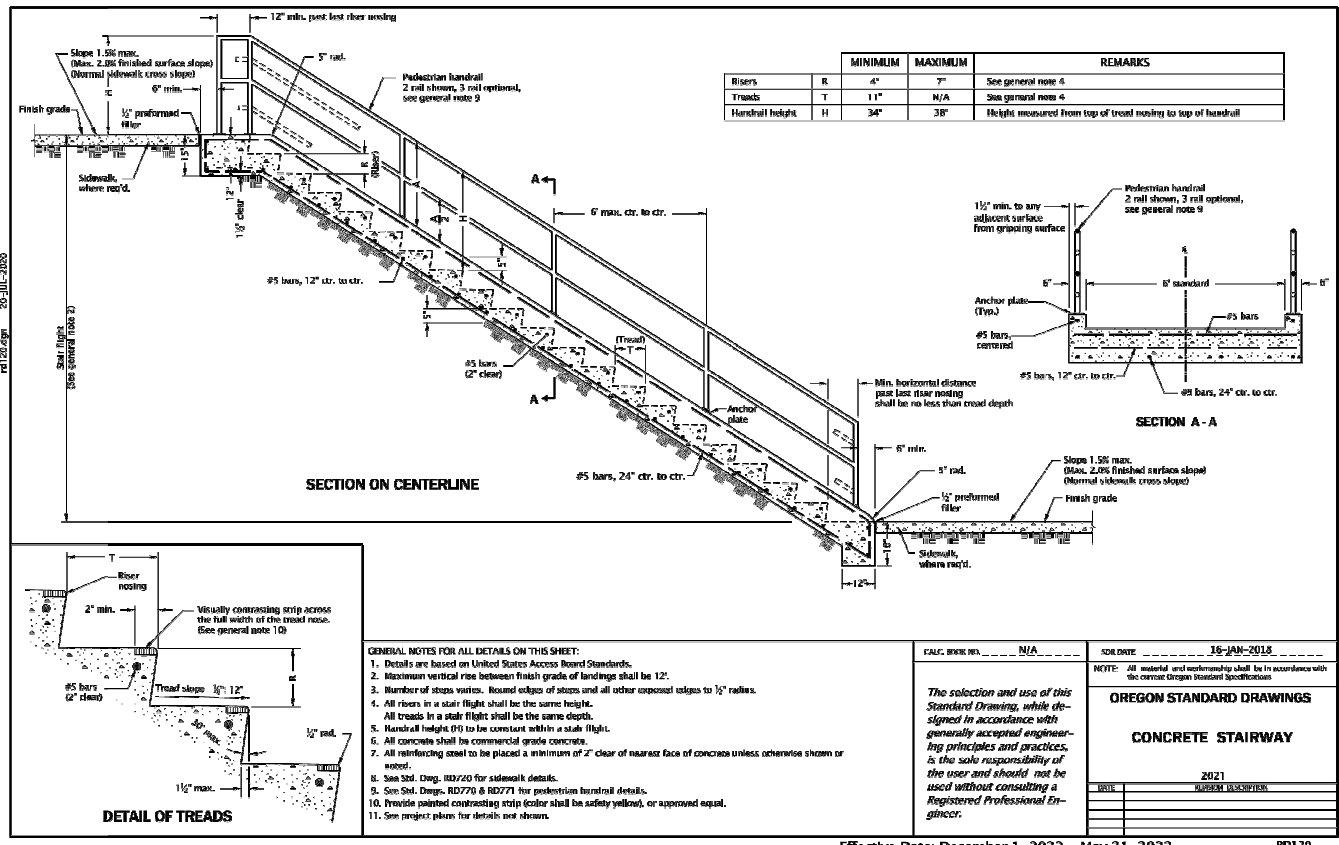 12" min. past last riser nosing
Slope 1.5% max.
(Max. 2.0% finished surface slope)
(Normal sidewalk cross slope)
6" min.
5" rad.
Pedestrian handrail
2 rail shown, 3 rail optional,
see general note 9
H
Finish grade
½" preformed
filler
Sidewalk,
where req'd.
15"
12"
1½" clear
R
(Riser)
A
6' max. ctr. to ctr.
H
5"
#5 bars, 12" ctr. to ctr.
5"
Stair flight
(See general note 2)
#5 bars
(2" clear)
(Tread)
T
A
Anchor
plate
Min. horizontal distance
past last riser nosing
shall be no less than tread depth
6" min.
5" rad.
½" preformed
filler
#5 bars, 24" ctr. to ctr.
SECTION ON CENTERLINE
Slope 1.5% max.
(Max. 2.0% finished surface slope)
(Normal sidewalk cross slope)
Finish grade
18"
Sidewalk,
where req'd.
12"
MINIMUM MAXIMUM REMARKS
Risers R 4" 7" See general note 4
Treads T 11" N/A See general note 4
Handrail height H 34" 38" Height measured from top of tread nosing to top of handrail
Pedestrian handrail
2 rail shown, 3 rail optional,
see general note 9
1½" min. to any
adjacent surface
from gripping surface
6" 6' standard 6"
Anchor plate
(Typ.)
#5 bars
#5 bars,
centered
#5 bars, 12" ctr. to ctr.
#5 bars, 24" ctr. to ctr.
SECTION A - A
rd120.dgn 20-JUL-2020
T
Riser
nosing
2" min.
Visually contrasting strip across
the full width of the tread nose.
(See general note 10)
#5 bars
(2" clear)
Tread slope 12"
R
30° max.
½" rad.
1½" max.
DETAIL OF TREADS
GENERAL NOTES FOR ALL DETAILS ON THIS SHEET:
1. Details are based on United States Access Board Standards.
2. Maximum vertical rise between finish grade of landings shall be 12'.
3. Number of steps varies. Round edges of steps and all other exposed edges to ½" radius.
4. All risers in a stair flight shall be the same height.
All treads in a stair flight shall be the same depth.
5. Handrail height (H) to be constant within a stair flight.
6. All concrete shall be commercial grade concrete.
7. All reinforcing steel to be placed a minimum of 2" clear of nearest face of concrete unless otherwise shown or
noted.
8. See Std. Dwg. RD720 for sidewalk details.
9. See Std. Dwgs. RD770 & RD771 for pedestrian handrail details.
10. Provide painted contrasting strip (color shall be safety yellow), or approved equal.
11. See project plans for details not shown.
CALC. BOOK NO. N/A
SDR DATE 16-JAN-2018
NOTE: All material and workmanship shall be in accordance with
the current Oregon Standard Specifications
The selection and use of this
Standard Drawing, while de-
signed in accordance with
generally accepted engineer-
ing principles and practices,
is the sole responsibility of
the user and should not be
used without consulting a
Registered Professional En-
gineer.
OREGON STANDARD DRAWINGS
CONCRETE STAIRWAY
2021
DATE REVISION DESCRIPTION